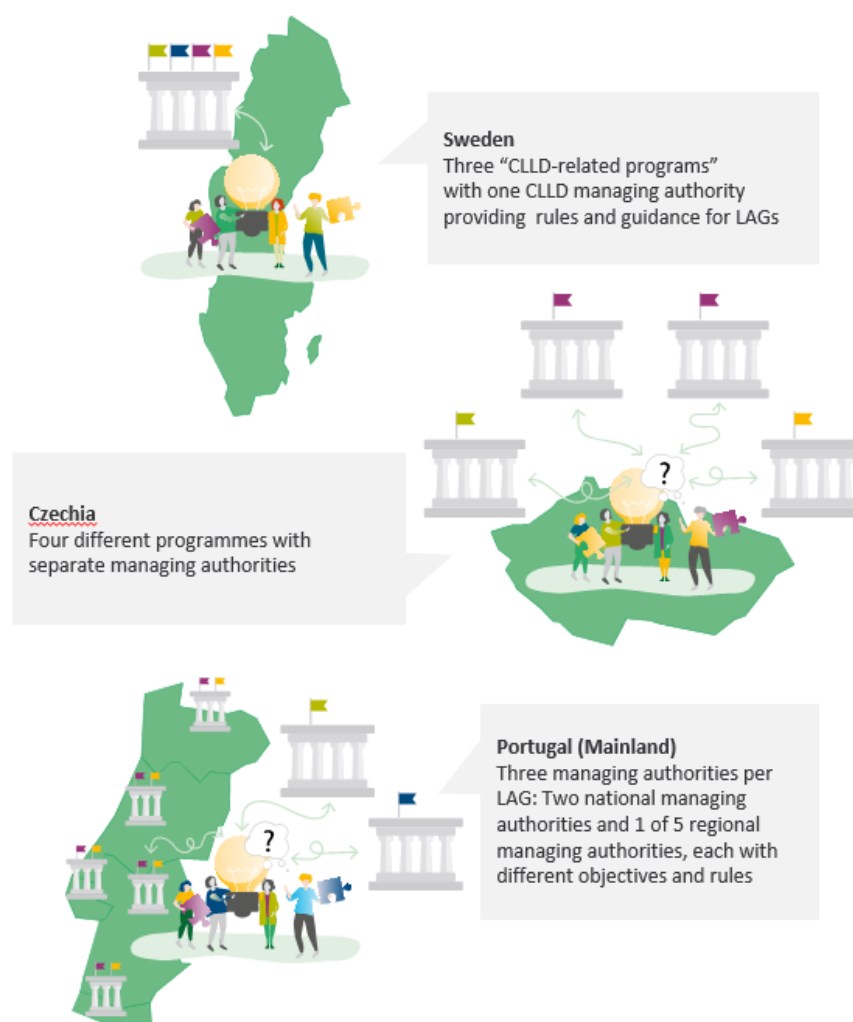 Sweden
Three “CLLD-related programs”
with one CLLD managing authority
providing rules and guidance for LAGs
?
Czechia
Four different programmes with
separate managing authorities
Portugal (Mainland)
Three managing authorities per
LAG: Two national managing
authorities and 1 of 5 regional
managing authorities, each with
different objectives and rules
?